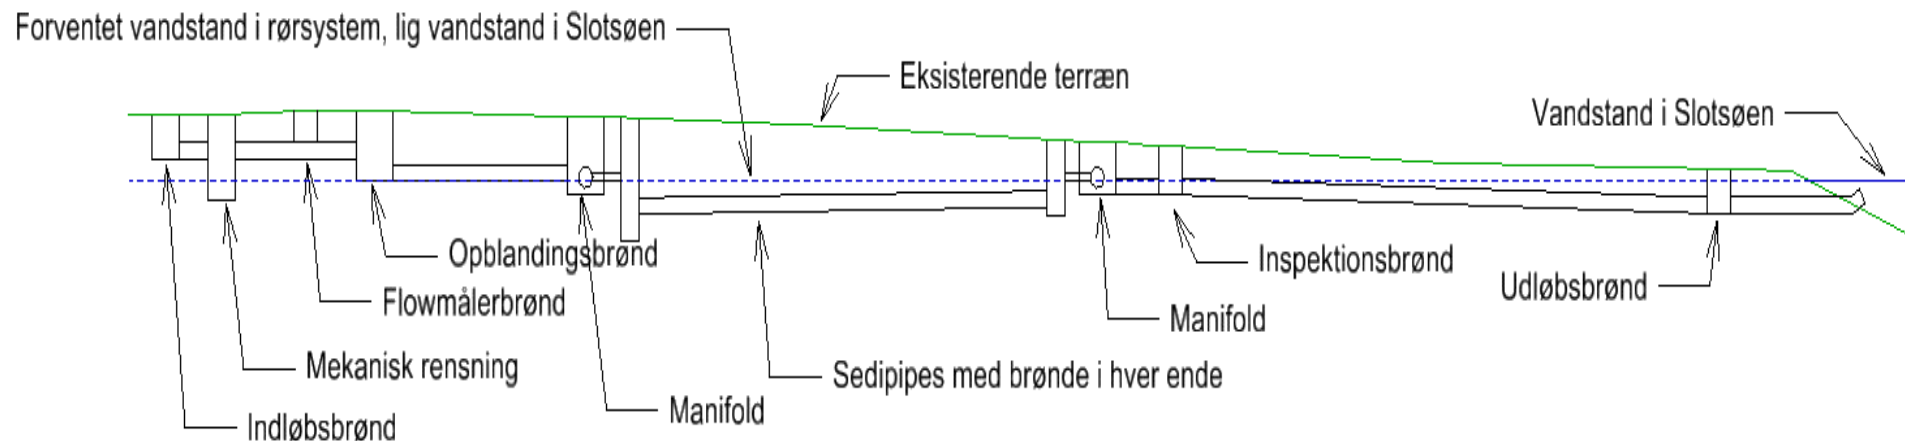 Forventet vandstand i rørsystem, lig vandstand i Slotsøen
Eksisterende terræn
Vandstand i Slotsøen
Opblandingsbrønd
Inspektionsbrønd
Udløbsbrønd
Flowmålerbrønd
Manifold
Mekanisk rensning
Sedipipes med brønde i hver ende
Manifold
Indløbsbrønd